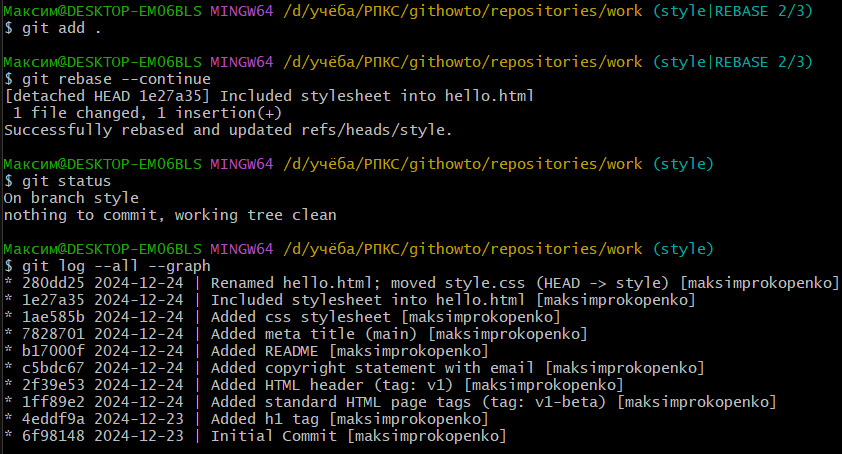 Максим@DESKTOP-EM06BLS MINGW64 /d/учёба/РПКС/githowto/repositories/work (style|REBASE 2/3)
$ git add .
Максим@DESKTOP-EM06BLS MINGW64 /d/учёба/РПКС/githowto/repositories/work (style|REBASE 2/3)
$ git rebase --continue
[detached HEAD 1e27a35] Included stylesheet into hello.html
 1 file changed, 1 insertion(+)
Successfully rebased and updated refs/heads/style.
Максим@DESKTOP-EM06BLS MINGW64 /d/учёба/РПКС/githowto/repositories/work (style)
$ git status
On branch style
nothing to commit, working tree clean
Максим@DESKTOP-EM06BLS MINGW64 /d/учёба/РПКС/githowto/repositories/work (style)
$ git log --all --graph
* 280dd25 2024-12-24 | Renamed hello.html; moved style.css (HEAD -> style) [maksimprokopenko]
* 1e27a35 2024-12-24 | Included stylesheet into hello.html [maksimprokopenko]
* 1ae585b 2024-12-24 | Added css stylesheet [maksimprokopenko]
* 7828701 2024-12-24 | Added meta title (main) [maksimprokopenko]
* b17000f 2024-12-24 | Added README [maksimprokopenko]
* c5bdc67 2024-12-24 | Added copyright statement with email [maksimprokopenko]
* 2f39e53 2024-12-24 | Added HTML header (tag: v1) [maksimprokopenko]
* 1ff89e2 2024-12-24 | Added standard HTML page tags (tag: v1-beta) [maksimprokopenko]
* 4eddf9a 2024-12-23 | Added h1 tag [maksimprokopenko]
* 6f98148 2024-12-23 | Initial Commit [maksimprokopenko]